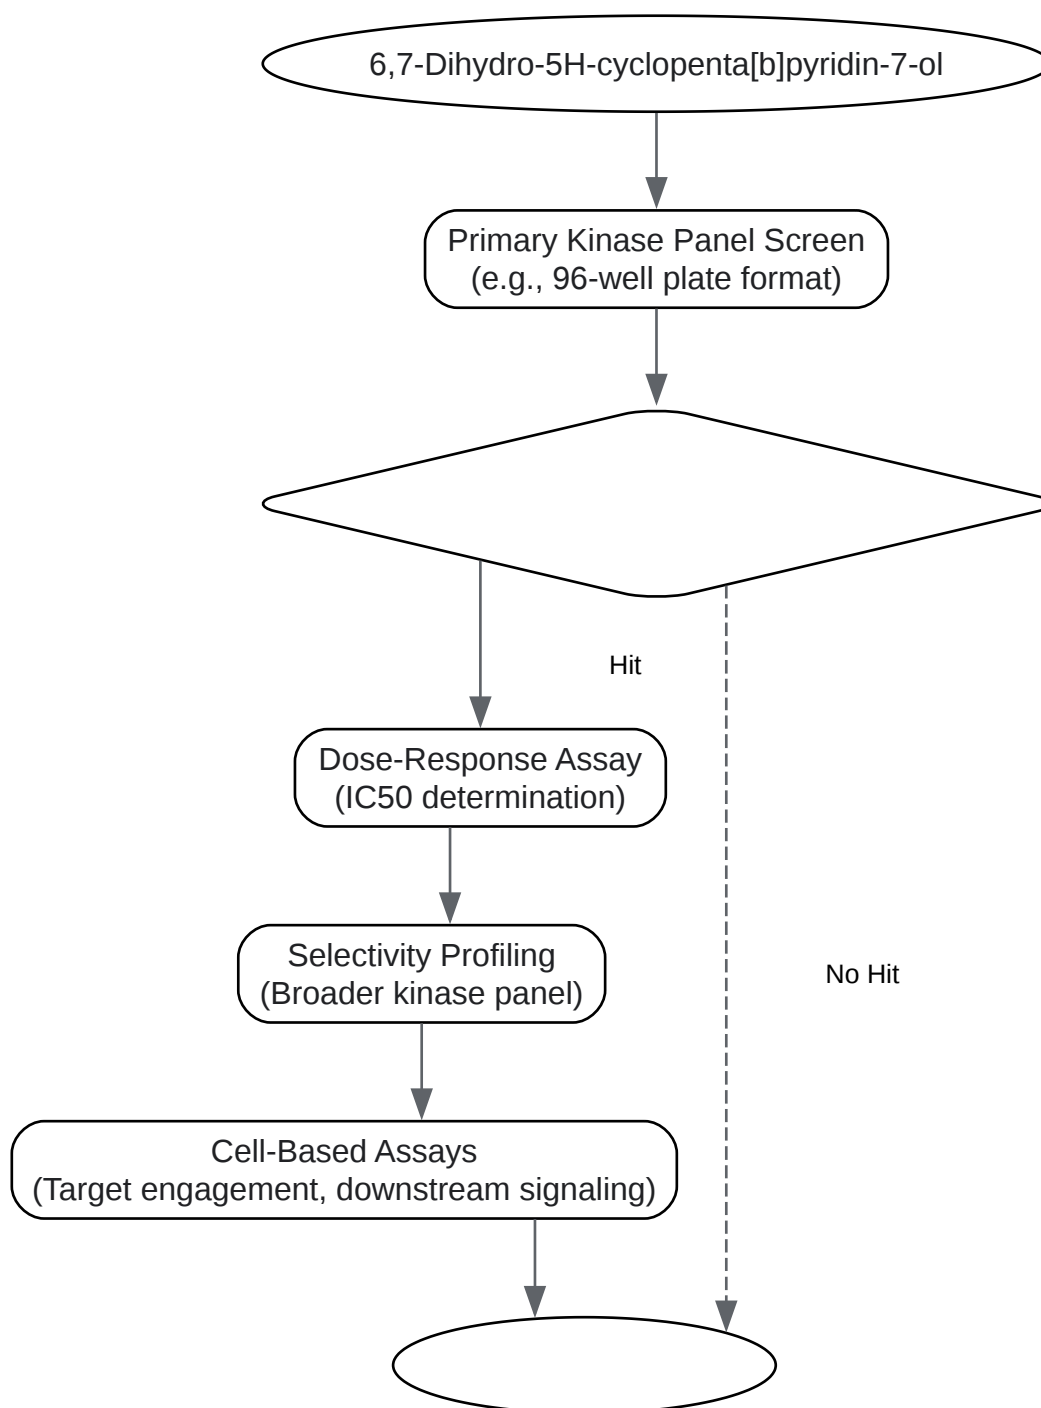 6,7-Dihydro-5H-cyclopenta[b]pyridin-7-ol
Primary Kinase Panel Screen
(e.g., 96-well plate format)
Hit
Dose-Response Assay
(IC50 determination)
Selectivity Profiling
(Broader kinase panel)
No Hit
Cell-Based Assays
(Target engagement, downstream signaling)